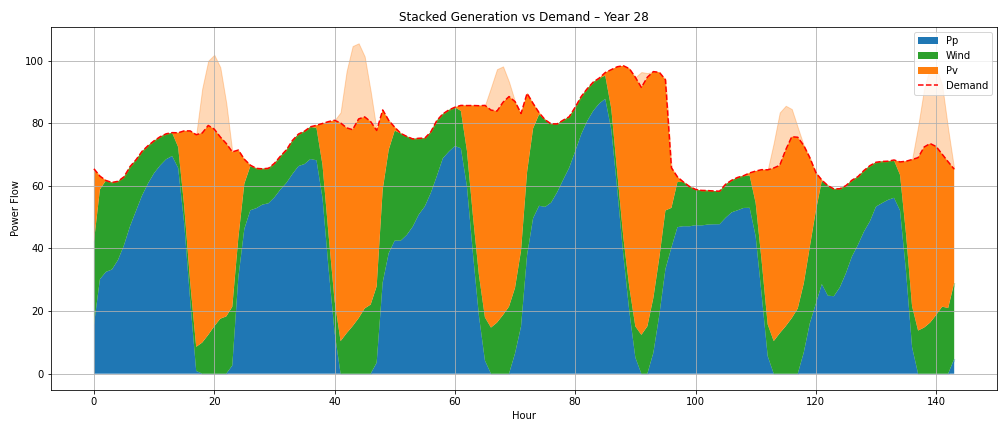 Stacked Generation vs Demand – Year 28
Power Flow
100
80
60
40
20
0
Pp
Wind
Pv
Demand
0 20 40 60 80 100 120 140
Hour